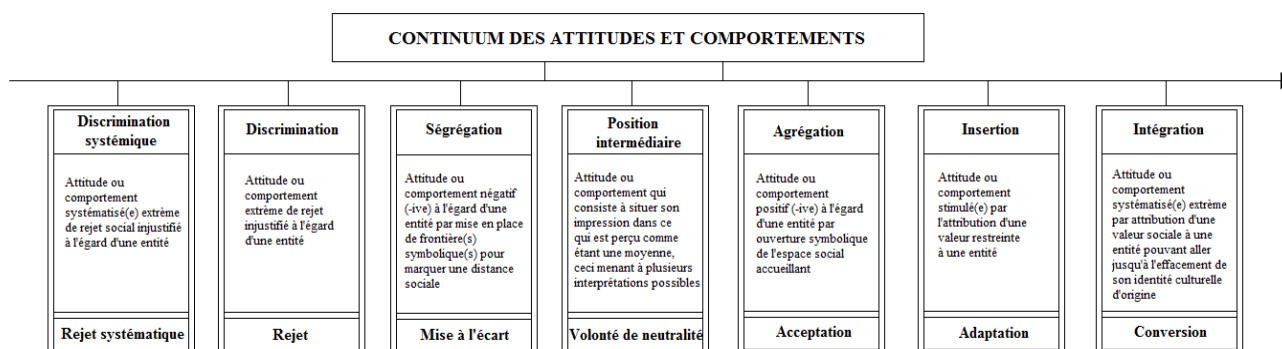 CONTINUUM DES ATTITUDES ET COMPORTEMENTS
Discrimination
systémique
Attitude ou
comportement
systématisé(e) extrême
de rejet social injustifié
à l'égard d'une entité
Rejet systématique
Discrimination
Attitude ou
comportement
extrême de rejet
injustifié à l'égard
d'une entité
Rejet
Ségrégation
Attitude ou
comportement négatif
(-ive) à l'égard d'une
entité par mise en place
de frontière(s)
symbolique(s) pour
marquer une distance
sociale
Mise à l'écart
Position
intermédiaire
Attitude ou
comportement qui
consiste à situer son
impression dans ce
qui est perçu comme
étant une moyenne,
ceci menant à plusieurs
interprétations possibles
Volonté de neutralité
Agrégation
Attitude ou
comportement
positif (-ive) à l'égard
d'une entité par
ouverture symbolique
de l'espace social
accueillant
Acceptation
Insertion
Attitude ou
comportement
stimulé(e) par
l'attribution d'une
valeur restreinte
à une entité
Adaptation
Intégration
Attitude ou
comportement
systématisé(e) extrême
par attribution d'une
valeur sociale à une
entité pouvant aller
jusqu'à l'effacement de
son identité culturelle
d'origine
Conversion